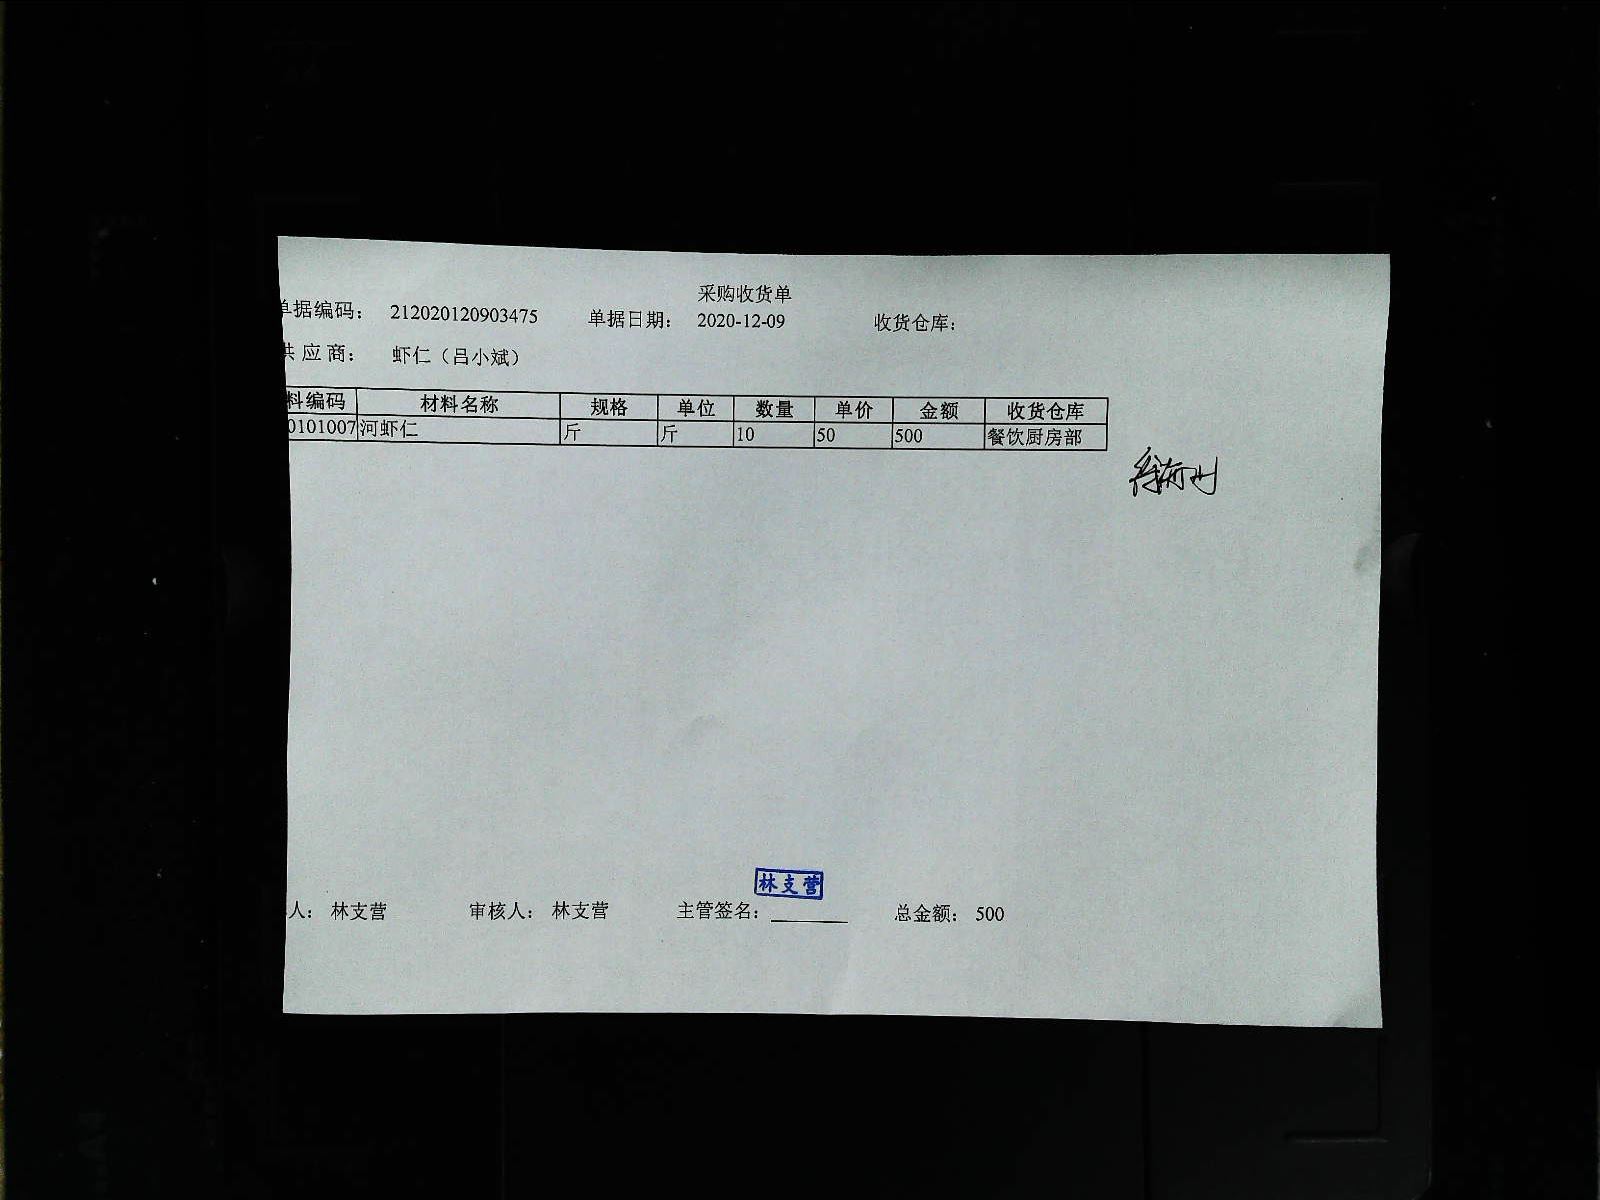 采购收货单
单据编码： 212020120903475 单据日期： 2020-12-09 收货仓库：
供应商： 虾仁（吕小斌）
料编码 材料名称 规格 单位 数量 单价 金额 收货仓库
0101007 河虾仁 斤 斤 10 50 500 餐饮厨房部
林支营
人： 林支营 审核人： 林支营 主管签名： 总金额： 500